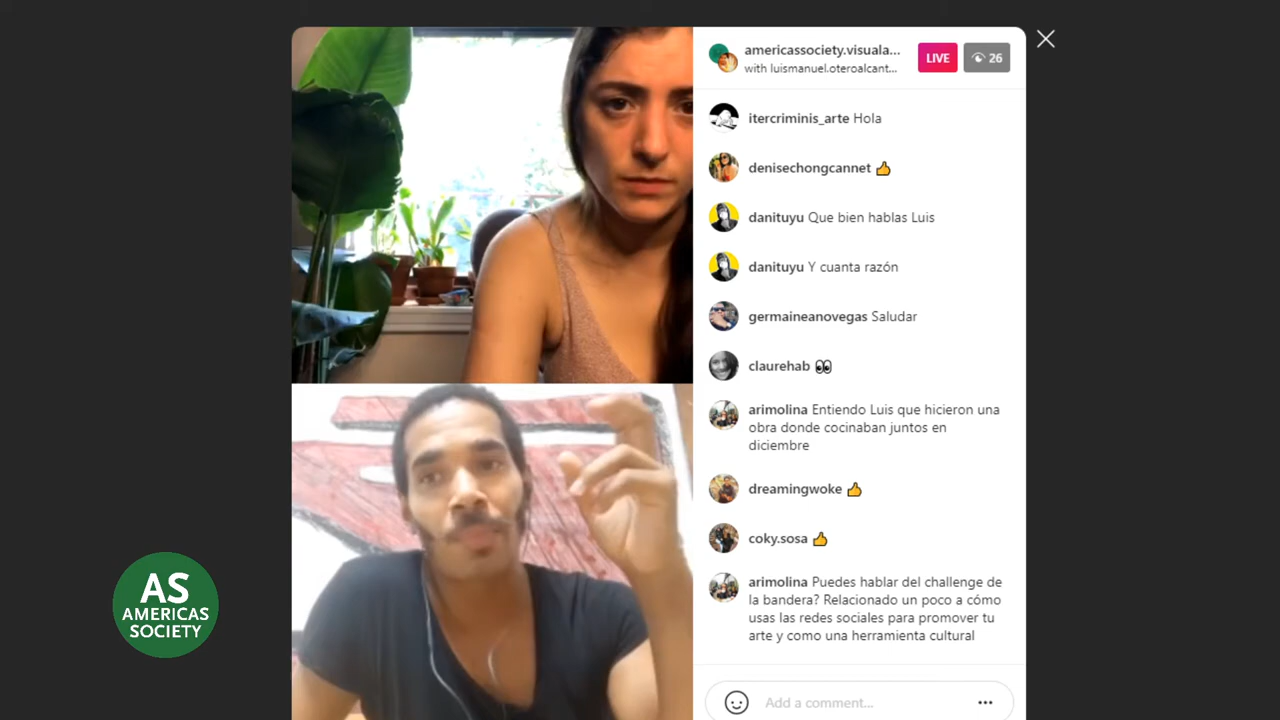 americassociety.visuala...
with luismanuel.oteroalcant...
LIVE
26
itercriminis_arte Hola
denisechongcannet 👍
danituyu Que bien hablas Luis
danituyu Y cuanta razón
germaineanovegas Saludar
claurehab 👀
arimolina Entiendo Luis que hicieron una
obra donde cocinaban juntos en
diciembre
dreamingwoke 👍
coky.sosa 👍
arimolina Puedes hablar del challenge de
la bandera? Relacionado un poco a cómo
usas las redes sociales para promover tu
arte y como una herramienta cultural
Add a comment...
AS
AMERICAS
SOCIETY